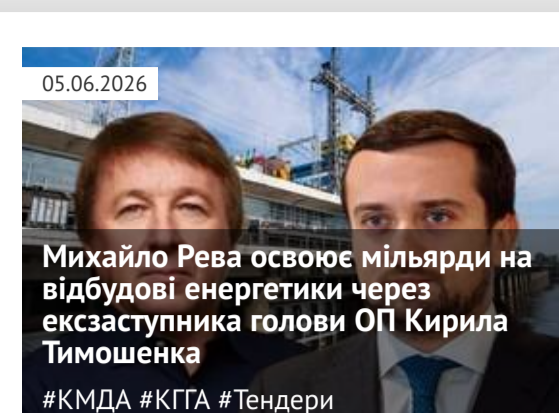 05.06.2026
Михайло Рева освоює мільярди на
відбудові енергетики через
ексзаступника голови ОП Кирила
Тимошенка
#КМДА #КГГА #Тендери